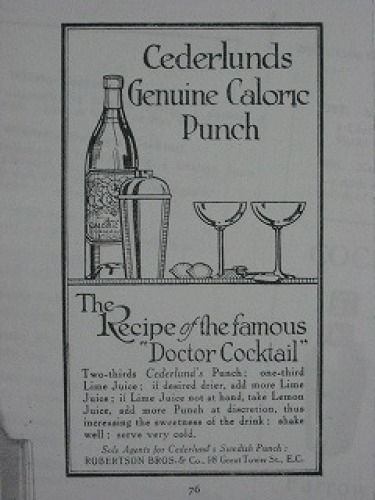 Cederlunds
Genuine Caloric
Punch
CALORIC
The
Recipe of the famous
"Doctor Cocktail"
Two-thirds Cederlund's Punch; one-third
Lime Juice; if desired drier, add more Lime
Juice; if Lime Juice not at hand, take Lemon
Juice, add more Punch at discretion, thus
increasing the sweetness of the drink; shake
well; serve very cold.
Sole Agents for Cederlund's Swedish Punch:
ROBERTSON BROS. & Co., Great Tower St., E.C.
76